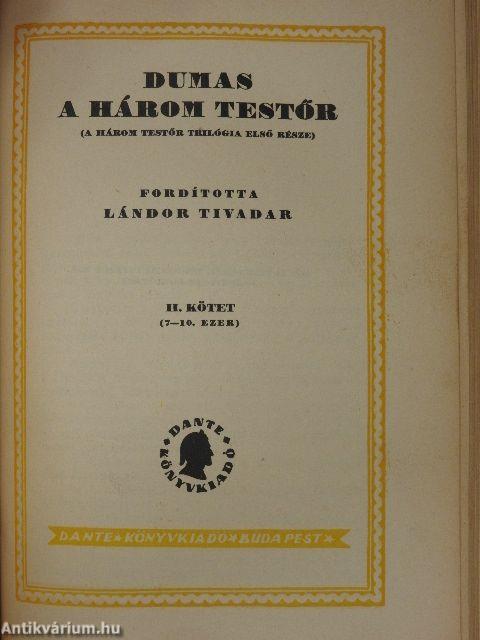 DUMAS
A HÁROM TESTŐR
(A HÁROM TESTŐR TRILÓGIA ELSŐ RÉSZE)
FORDÍTOTTA
LÁNDOR TIVADAR
II. KÖTET
(7—10. EZER)
DANTE
KÖNYVKIADÓ
DANTE★KÖNYVKIADÓ★BUDAPEST★
Antikvárium.hu